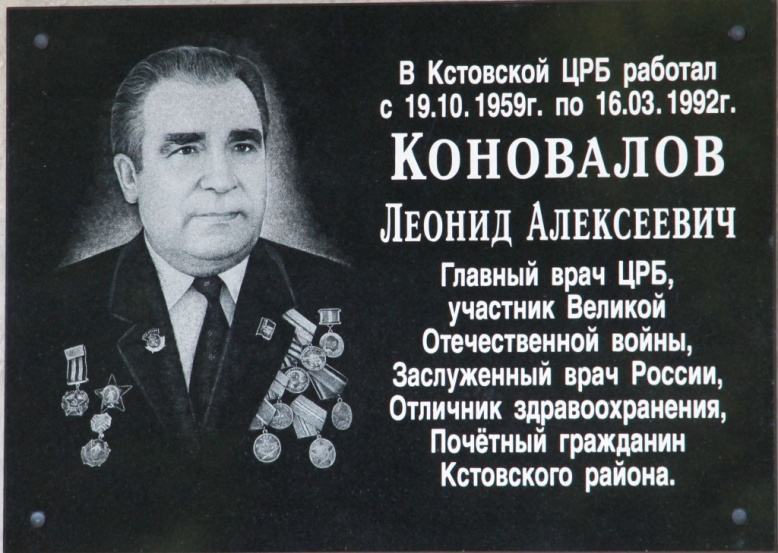 В Кстовской ЦРБ работал
с 19.10.1959г. по 16.03.1992г.
КОНОВАЛОВ
ЛЕОНИД АЛЕКСЕЕВИЧ
Главный врач ЦРБ,
участник Великой
Отечественной войны,
Заслуженный врач России,
Отличник здравоохранения,
Почётный гражданин
Кстовского района.